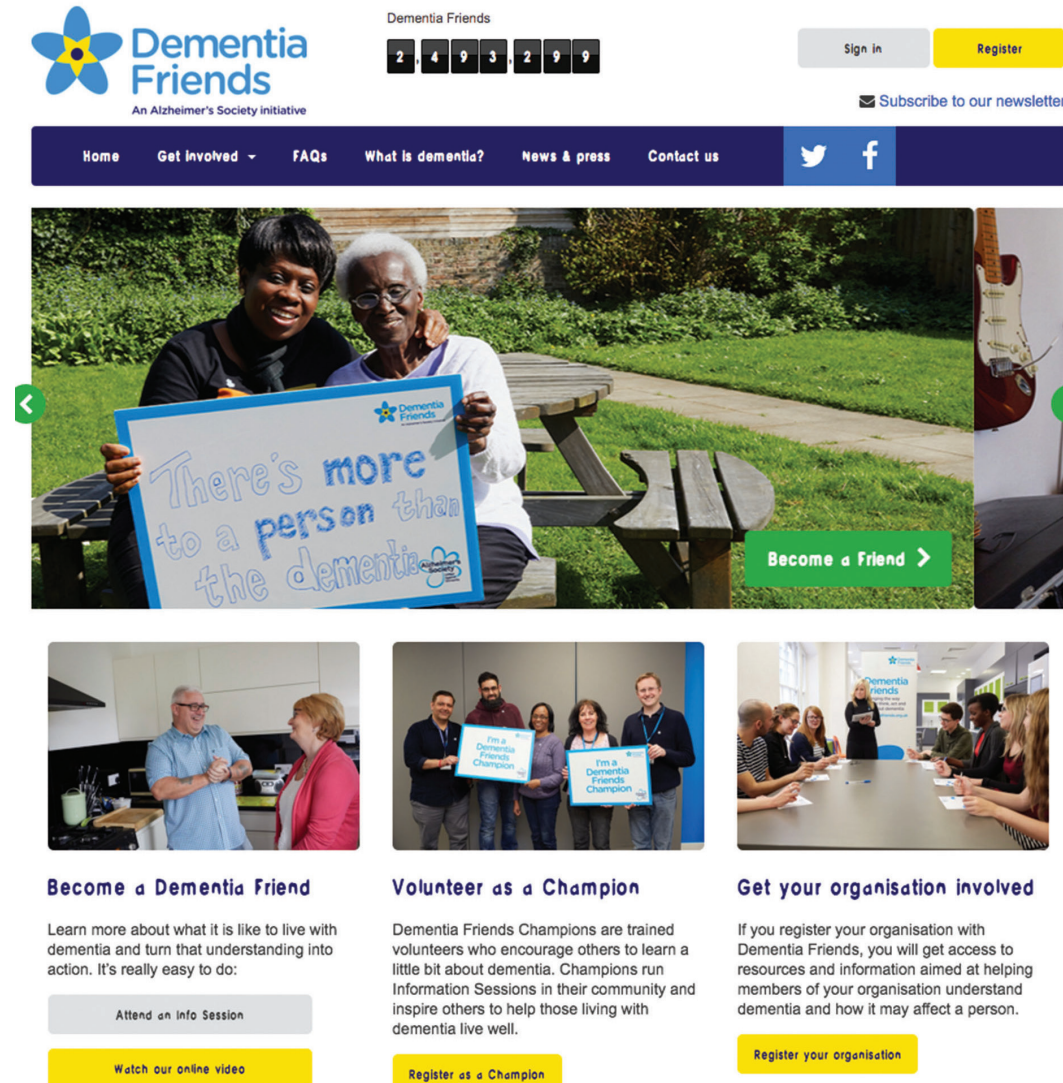 Dementia
Friends
An Alzheimer's Society initiative
Dementia Friends
2,493,299
Sign in
Register
Subscribe to our newsletter
Home
Get involved
FAQs
What is dementia?
News & press
Contact us
Dementia
Friends
There's more
to a person than
the dementia
Alzheimer's
Society
Become a Friend
I'm a
Dementia
Friends
Champion
I'm a
Dementia
Friends
Champion
Dementia
Friends
Become a Dementia Friend
Learn more about what it is like to live with
dementia and turn that understanding into
action. It's really easy to do:
Attend an Info Session
Watch our online video
Volunteer as a Champion
Dementia Friends Champions are trained
volunteers who encourage others to learn a
little bit about dementia. Champions run
Information Sessions in their community and
inspire others to help those living with
dementia live well.
Register as a Champion
Get your organisation involved
If you register your organisation with
Dementia Friends, you will get access to
resources and information aimed at helping
members of your organisation understand
dementia and how it may affect a person.
Register your organisation